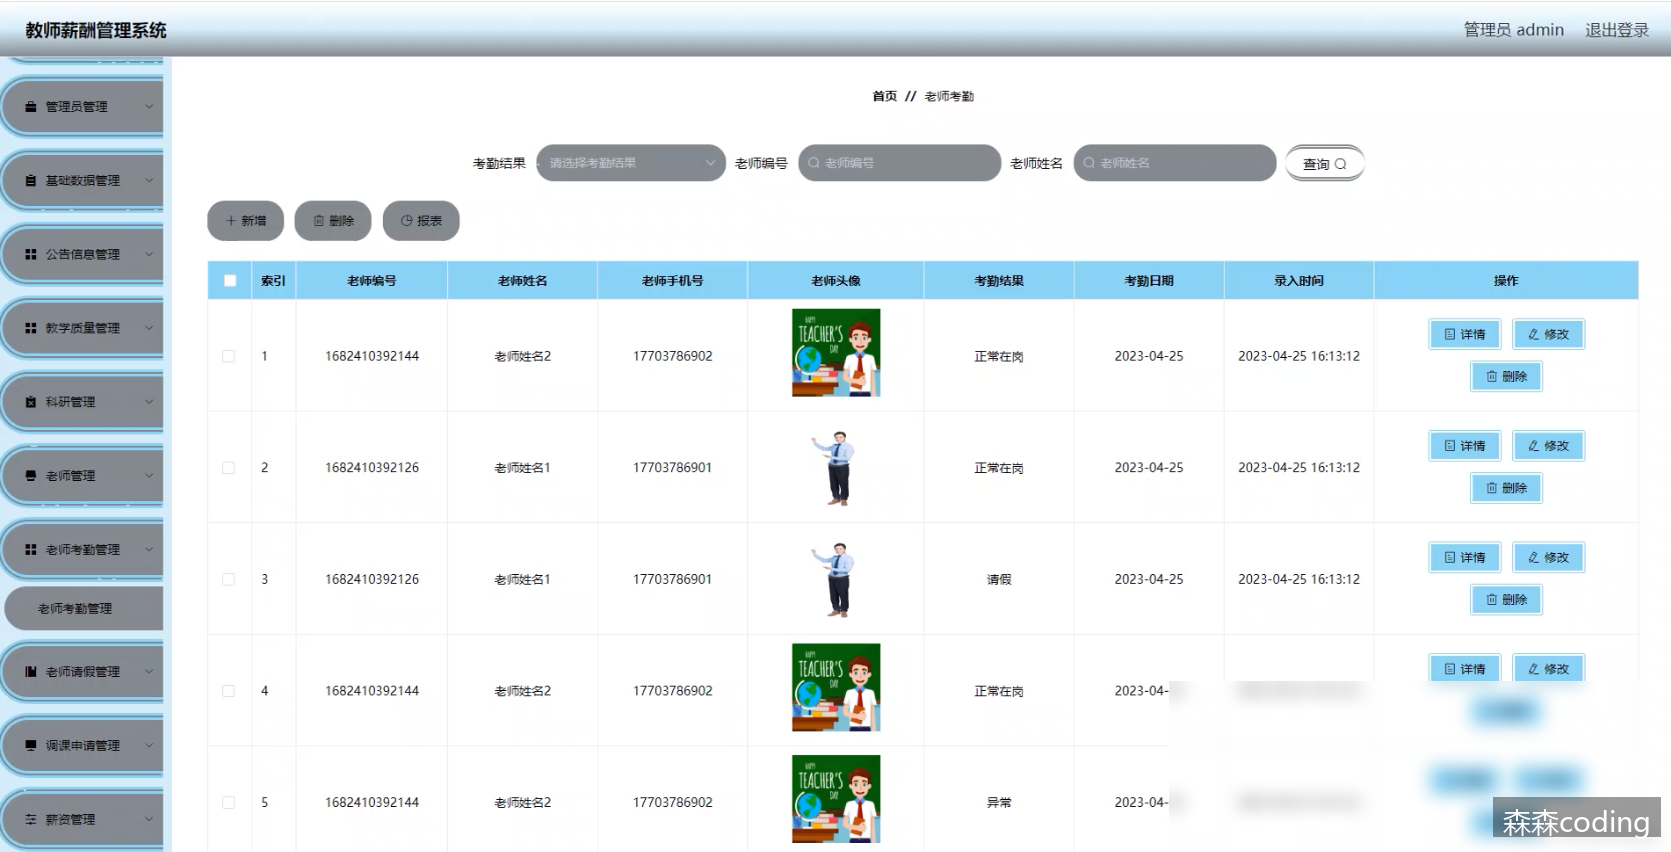 教师薪酬管理系统
管理员 admin 退出登录
管理员管理
基础数据管理
公告信息管理
教学质量管理
科研管理
老师管理
老师考勤管理
老师考勤管理
老师请假管理
调课申请管理
薪资管理
首页 // 老师考勤
考勤结果 请选择考勤结果 老师编号 老师编号 老师姓名 老师姓名 查询
新增 删除 报表
索引 老师编号 老师姓名 老师手机号 老师头像 考勤结果 考勤日期 录入时间 操作
1 1682410392144 老师姓名2 17703786902 HAPPY TEACHER'S DAY 正常在岗 2023-04-25 2023-04-25 16:13:12 详情 修改
删除
2 1682410392126 老师姓名1 17703786901 正常在岗 2023-04-25 2023-04-25 16:13:12 详情 修改
删除
3 1682410392126 老师姓名1 17703786901 请假 2023-04-25 2023-04-25 16:13:12 详情 修改
删除
4 1682410392144 老师姓名2 17703786902 HAPPY TEACHER'S DAY 正常在岗 2023-04- 详情 修改
5 1682410392144 老师姓名2 17703786902 HAPPY TEACHER'S DAY 异常 2023-04-
森森coding